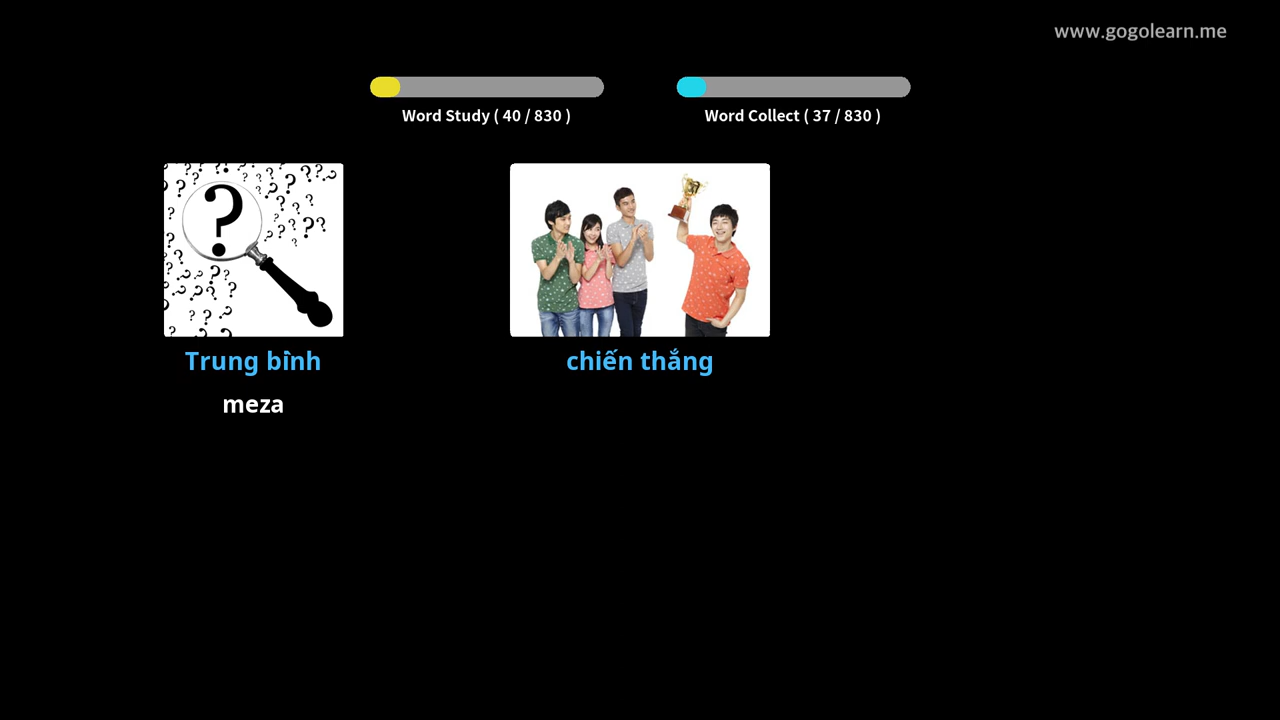 www.gogolearn.me
Word Study ( 40 / 830 )
Word Collect ( 37 / 830 )
Trung bình
meza
chiến thắng